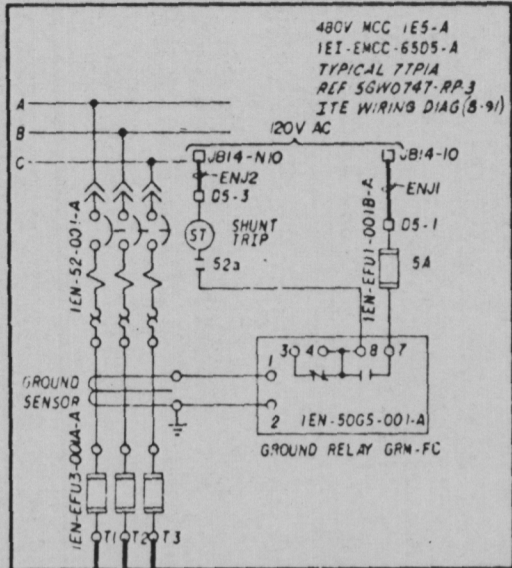 480V MCC 1E5-A
1EI-EMCC-6505-A
TYPICAL 77P1A
REF 5GW0747-RP-3
ITE WIRING DIAG (8-91)
120V AC
A
B
C
JB14-N10
JB14-10
ENJ2
ENJ1
D5-3
D5-1
ST
SHUNT
TRIP
52a
5A
1EN-52-001-A
1EN-EFU1-001B-A
GROUND
SENSOR
1
3
4
8
7
2
1EN-50GS-001-A
GROUND RELAY GRM-FC
1EN-EFU3-001A-A
T1
T2
T3